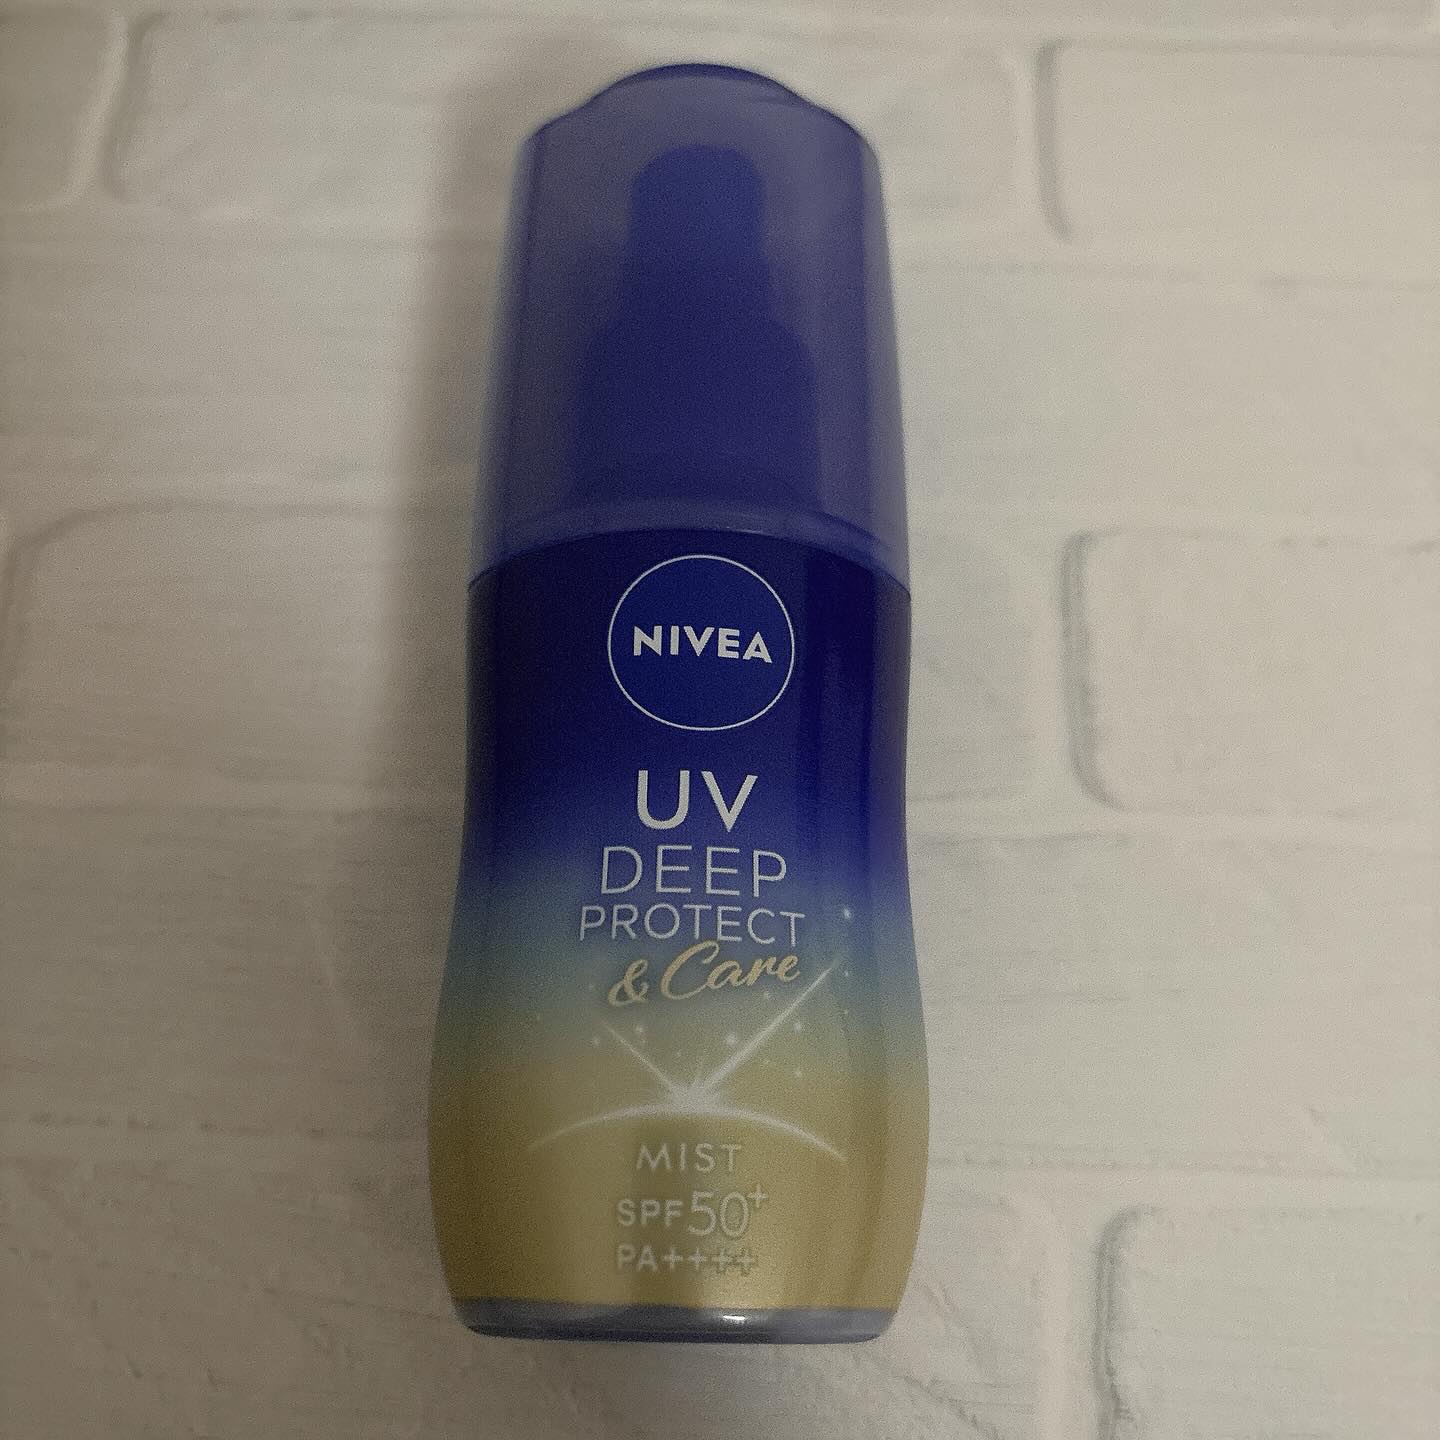 NIVEA
UV
DEEP
PROTECT
& Care
MIST
SPF50+
PA++++